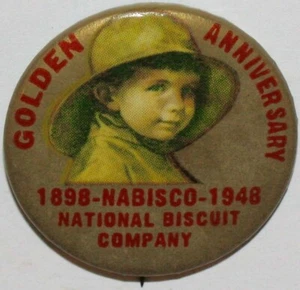 GOLDEN ANNIVERSARY
1898-NABISCO-1948
NATIONAL BISCUIT
COMPANY